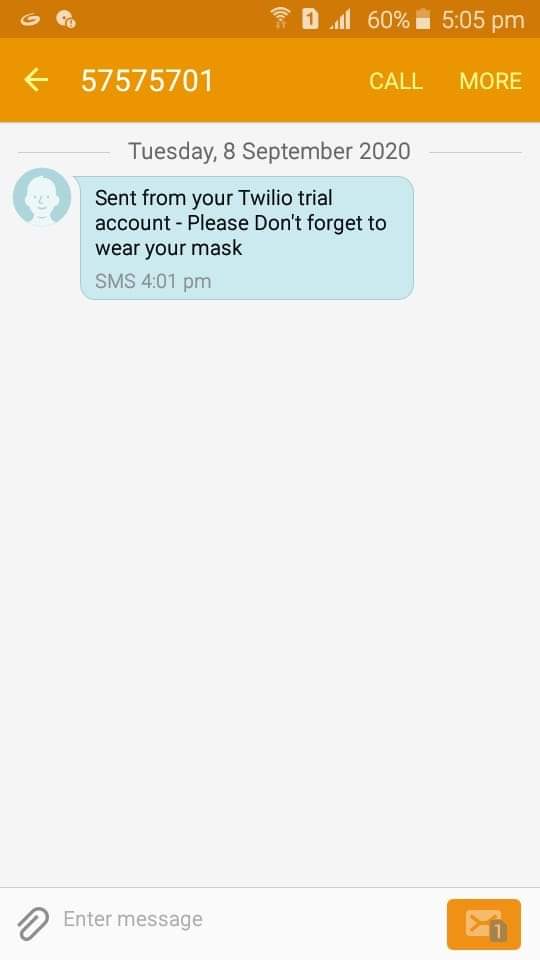 1 60% 5:05 pm
57575701 CALL MORE
Tuesday, 8 September 2020
Sent from your Twilio trial
account - Please Don't forget to
wear your mask
SMS 4:01 pm
Enter message
1